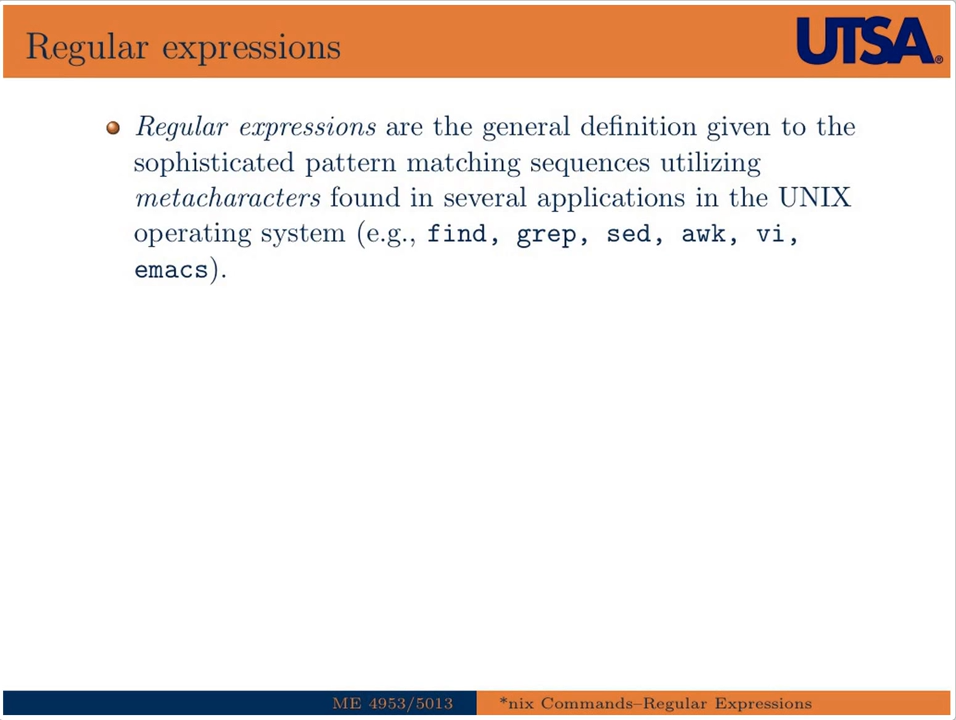 Regular expressions
UTSA®
Regular expressions are the general definition given to the
sophisticated pattern matching sequences utilizing
metacharacters found in several applications in the UNIX
operating system (e.g., find, grep, sed, awk, vi,
emacs).
ME 4953/5013 *nix Commands–Regular Expressions